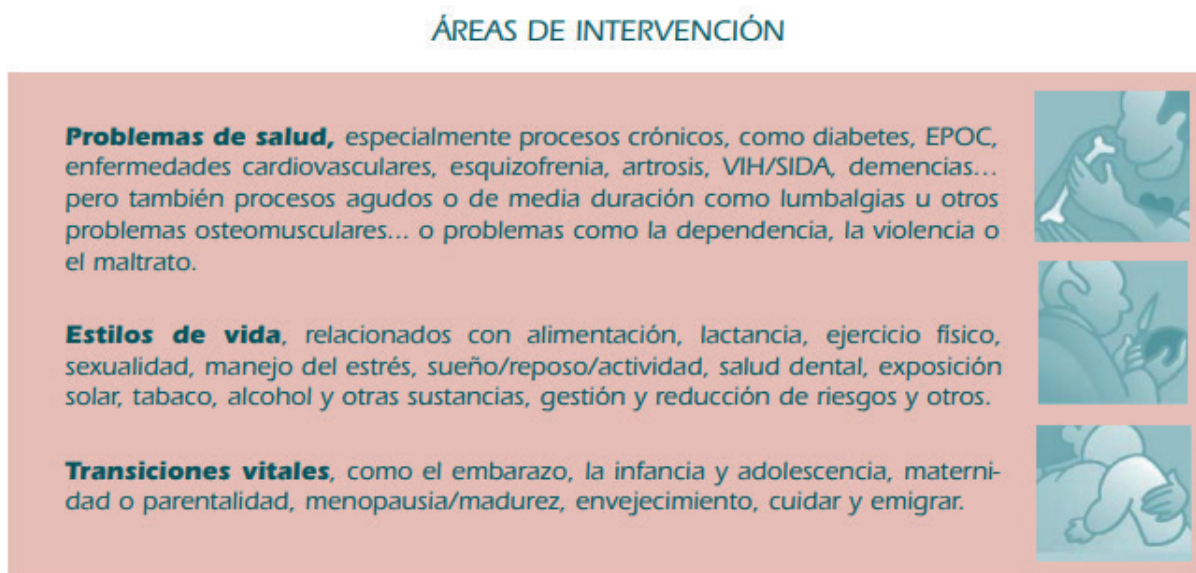 ÁREAS DE INTERVENCIÓN
Problemas de salud, especialmente procesos crónicos, como diabetes, EPOC,
enfermedades cardiovasculares, esquizofrenia, artrosis, VIH/SIDA, demencias...
pero también procesos agudos o de media duración como lumbalgias u otros
problemas osteomusculares... o problemas como la dependencia, la violencia o
el maltrato.
Estilos de vida, relacionados con alimentación, lactancia, ejercicio físico,
sexualidad, manejo del estrés, sueño/reposo/actividad, salud dental, exposición
solar, tabaco, alcohol y otras sustancias, gestión y reducción de riesgos y otros.
Transiciones vitales, como el embarazo, la infancia y adolescencia, materni-
dad o parentalidad, menopausia/madurez, envejecimiento, cuidar y emigrar.